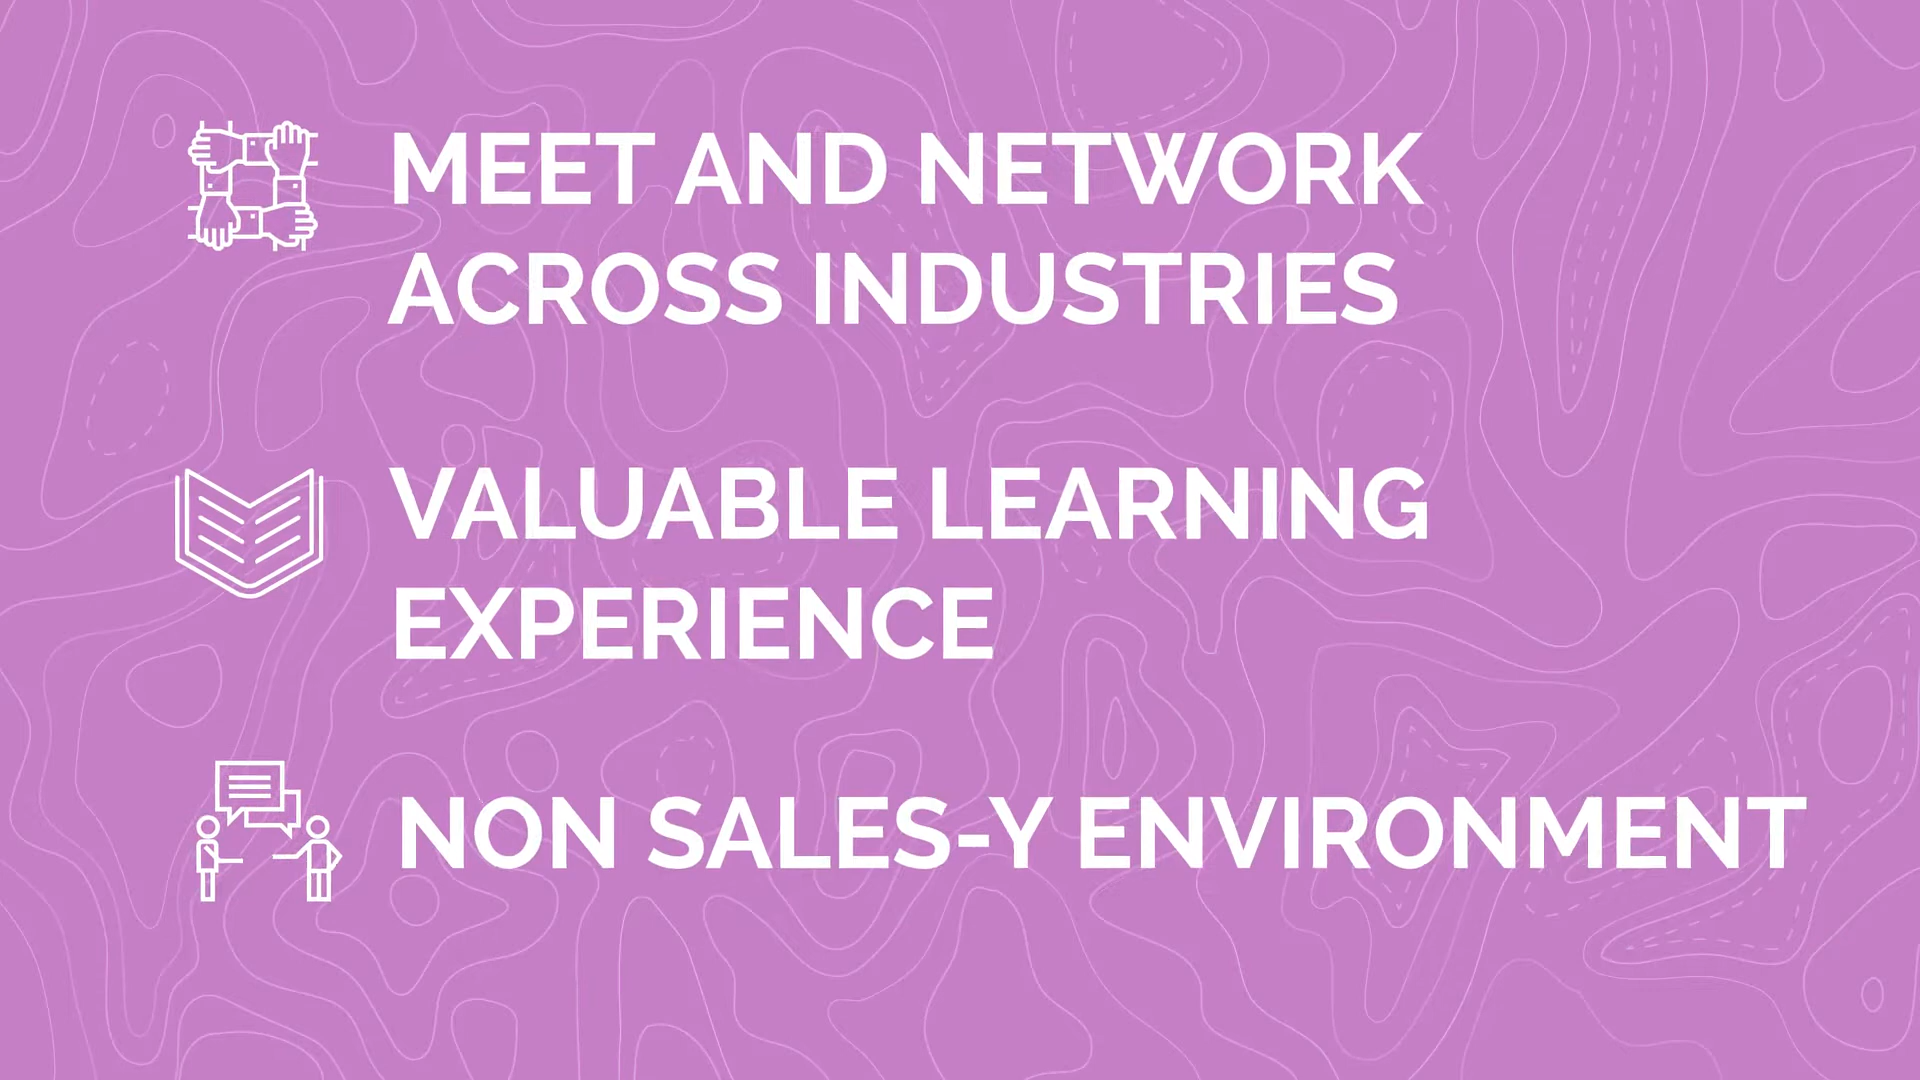 MEET AND NETWORK
ACROSS INDUSTRIES
VALUABLE LEARNING
EXPERIENCE
NON SALES-Y ENVIRONMENT